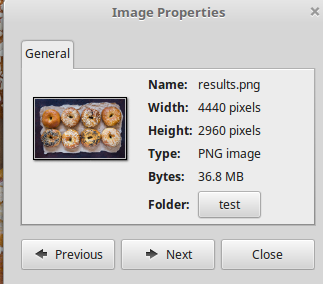 Image Properties
General
Name: results.png
Width: 4440 pixels
Height: 2960 pixels
Type: PNG image
Bytes: 36.8 MB
Folder: test
Previous Next Close